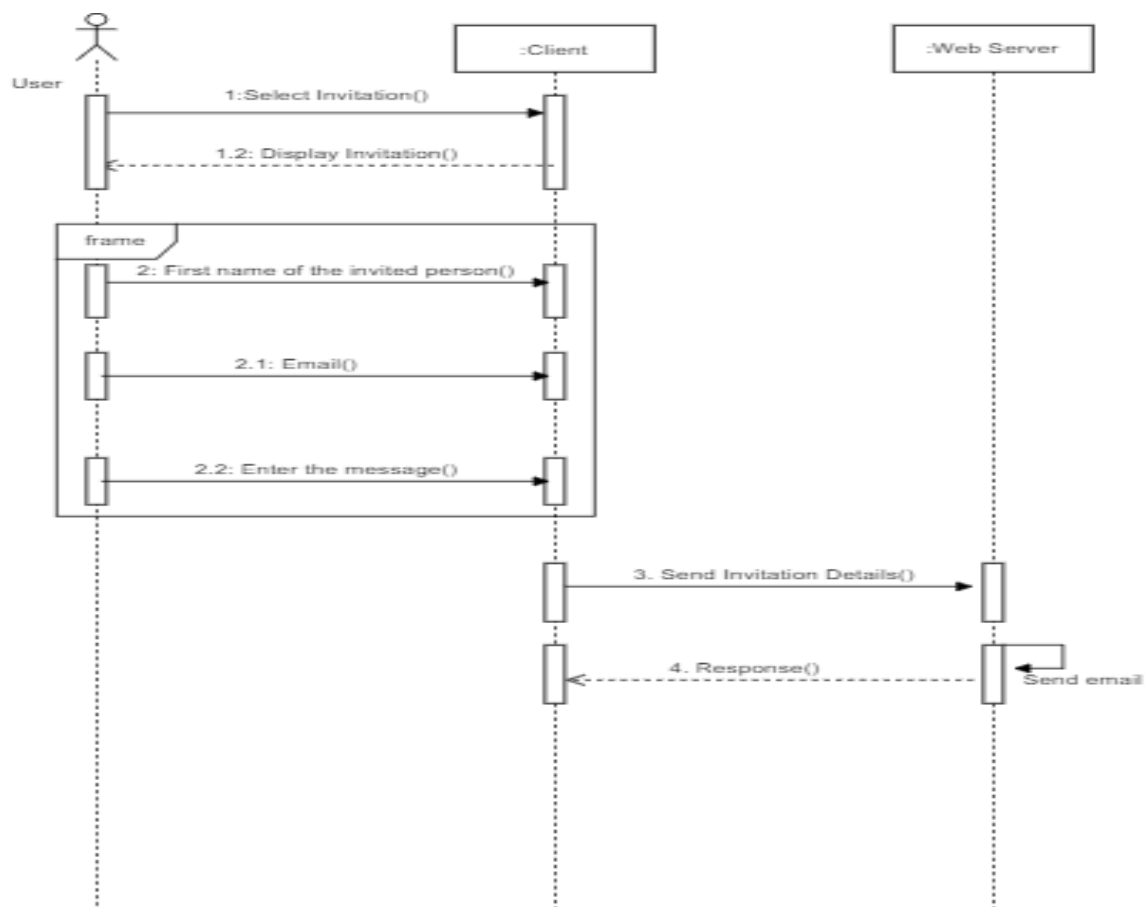 :Client
:Web Server
User
1:Select Invitation()
1.2: Display Invitation()
frame
2: First name of the invited person()
2.1: Email()
2.2: Enter the message()
3. Send Invitation Details()
4. Response()
Send email